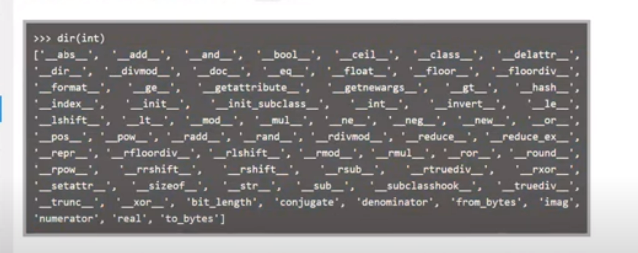 >>> dir(int)
['__abs__', '__add__', '__and__', '__bool__', '__ceil__', '__class__', '__delattr__',
'__dir__', '__divmod__', '__doc__', '__eq__', '__float__', '__floor__', '__floordiv__',
'__format__', '__ge__', '__getattribute__', '__getnewargs__', '__gt__', '__hash__',
'__index__', '__init__', '__init_subclass__', '__int__', '__invert__', '__le__',
'__lshift__', '__lt__', '__mod__', '__mul__', '__ne__', '__neg__', '__new__', '__or__',
'__pos__', '__pow__', '__radd__', '__rand__', '__rdivmod__', '__reduce__', '__reduce_ex__',
'__repr__', '__rfloordiv__', '__rlshift__', '__rmod__', '__rmul__', '__ror__', '__round__',
'__rpow__', '__rrshift__', '__rshift__', '__rsub__', '__rtruediv__', '__rxor__',
'__setattr__', '__sizeof__', '__str__', '__sub__', '__subclasshook__', '__truediv__',
'__trunc__', '__xor__', 'bit_length', 'conjugate', 'denominator', 'from_bytes', 'imag',
'numerator', 'real', 'to_bytes']